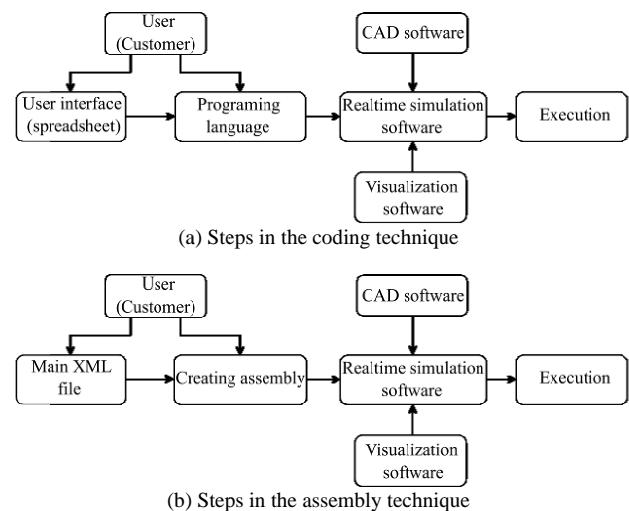 User
(Customer)
CAD software
User interface
(spreadsheet)
Programing
language
Realtime simulation
software
Execution
Visualization
software
(a) Steps in the coding technique
User
(Customer)
CAD software
Main XML
file
Creating assembly
Realtime simulation
software
Execution
Visualization
software
(b) Steps in the assembly technique